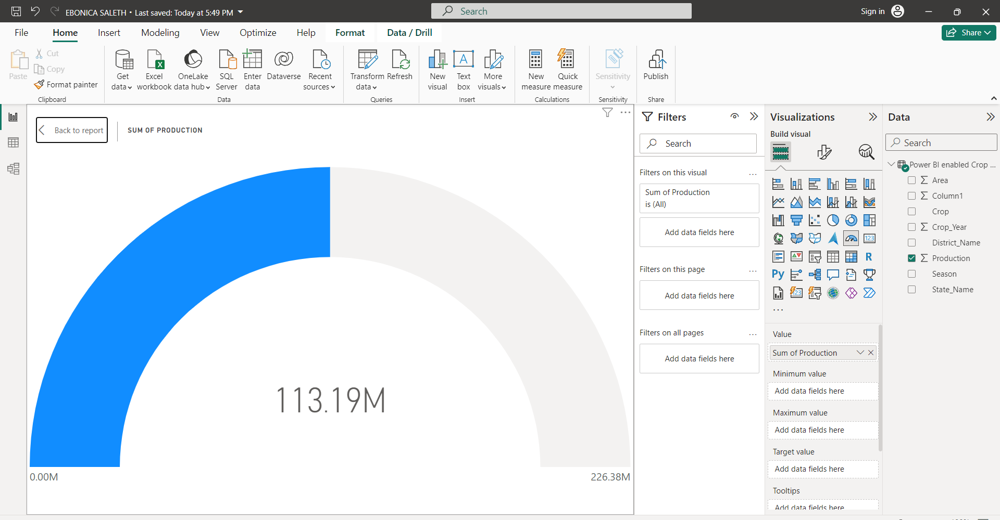 EBONICA SALETH • Last saved: Today at 5:49 PM
Search
Sign in
File
Home
Insert
Modeling
View
Optimize
Help
Format
Data / Drill
Share
Paste
Cut
Copy
Format painter
Clipboard
Get data
Excel workbook
OneLake data hub
SQL Server
Enter data
Dataverse
Recent sources
Data
Transform data
Refresh
Queries
New visual
A
Text box
More visuals
Insert
New measure
Quick measure
Calculations
Sensitivity
Sensitivity
Publish
Share
Back to report
SUM OF PRODUCTION
113.19M
0.00M
226.38M
Filters
Search
Filters on this visual
...
Sum of Production
is (All)
Add data fields here
Filters on this page
...
Add data fields here
Filters on all pages
...
Add data fields here
Visualizations
Build visual
123
R
Py
123
...
Value
Sum of Production
Minimum value
Add data fields here
Maximum value
Add data fields here
Target value
Add data fields here
Tooltips
Add data fields here
Data
Search
Power BI enabled Crop ...
Σ Area
Σ Column1
Crop
Σ Crop_Year
District_Name
Σ Production
Season
State_Name